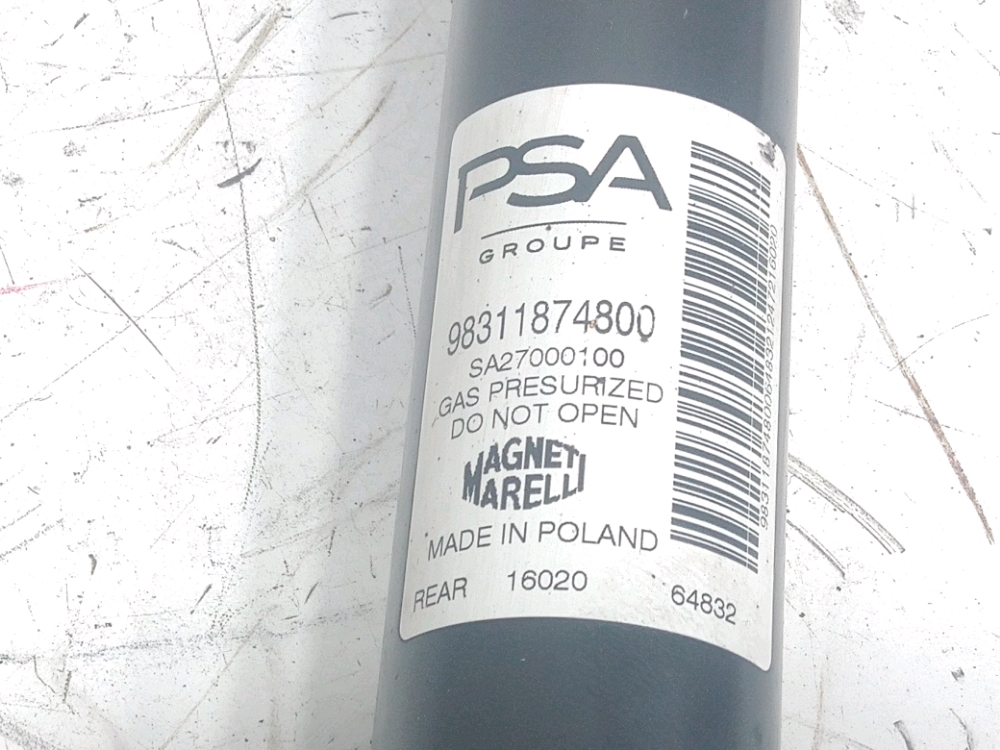 PSA
GROUPE
98311874800
SA27000100
GAS PRESURIZED
DO NOT OPEN
MAGNETI
MARELLI
MADE IN POLAND
REAR 16020 64832